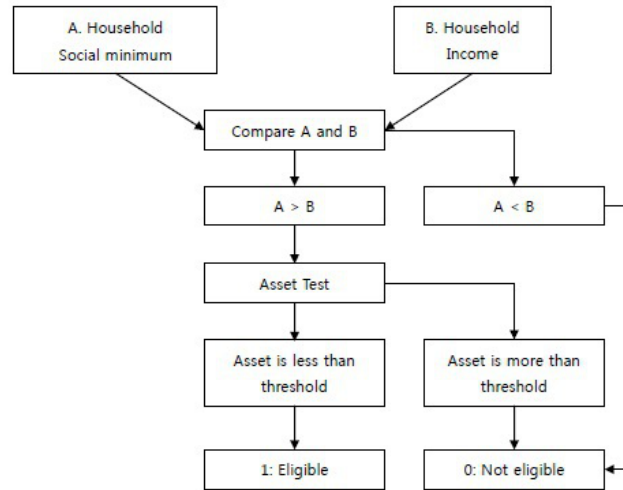 A. Household
Social minimum
B. Household
Income
Compare A and B
A > B
A < B
Asset Test
Asset is less than
threshold
Asset is more than
threshold
1: Eligible
0: Not eligible